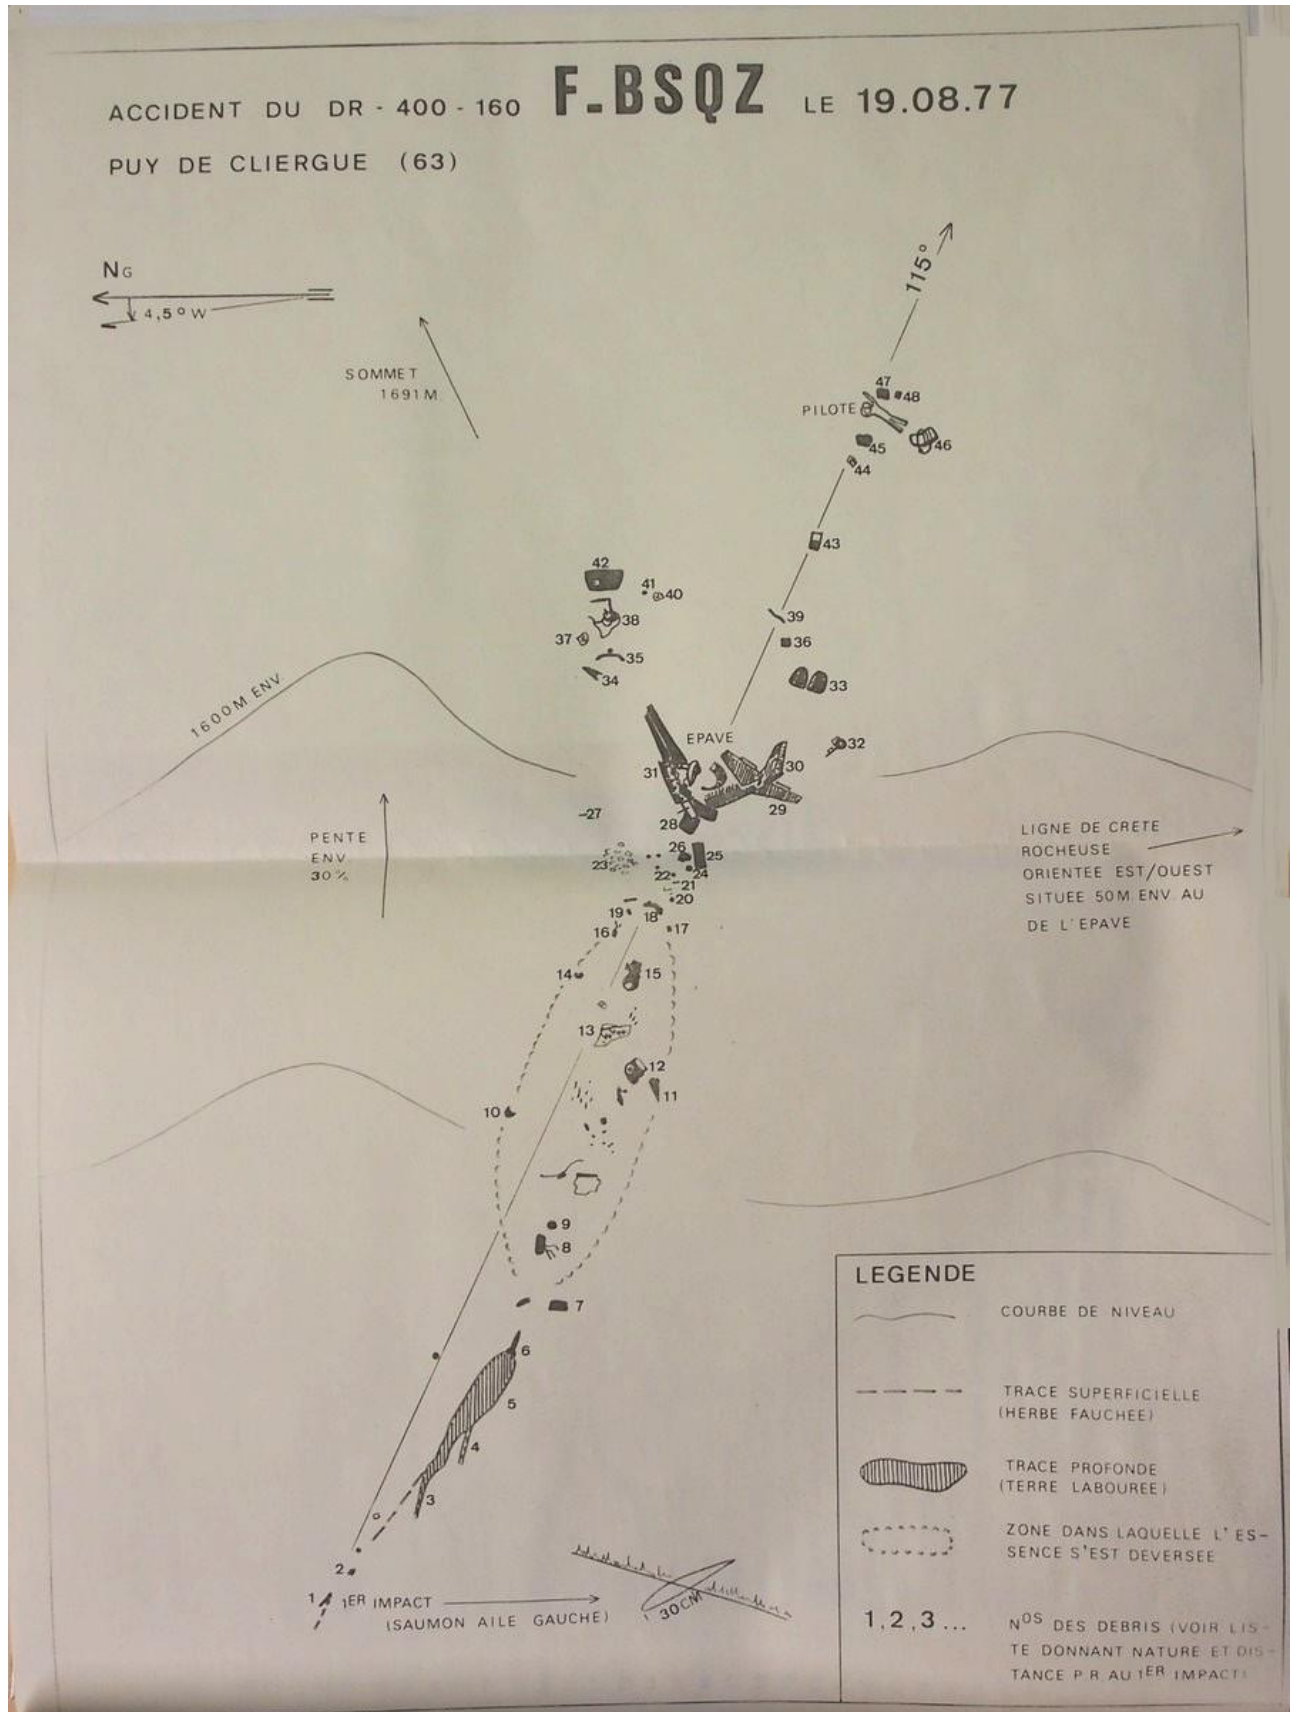 ACCIDENT DU DR - 400 - 160 F-BSQZ LE 19.08.77
PUY DE CLIERGUE (63)
NG
4,5° W
115°
SOMMET
1691M
47
48
PILOTE
45
46
44
43
42
41
40
39
38
37
36
35
34
33
1600M ENV
EPAVE
32
31
30
29
-27
28
PENTE
ENV
30%
LIGNE DE CRETE
ROCHEUSE
ORIENTEE EST/OUEST
SITUEE 50M ENV AU
DE L'EPAVE
26
25
23
22
24
21
20
19
18
16
17
14
15
13
12
11
10
9
8
7
6
5
4
3
2
1
1ER IMPACT
(SAUMON AILE GAUCHE)
30CM
LEGENDE
COURBE DE NIVEAU
TRACE SUPERFICIELLE
(HERBE FAUCHEE)
TRACE PROFONDE
(TERRE LABOUREE)
ZONE DANS LAQUELLE L'ES-
SENCE S'EST DEVERSEE
1,2,3... NOS DES DEBRIS (VOIR LIS-
TE DONNANT NATURE ET DIS-
TANCE P.R. AU 1ER IMPACT)